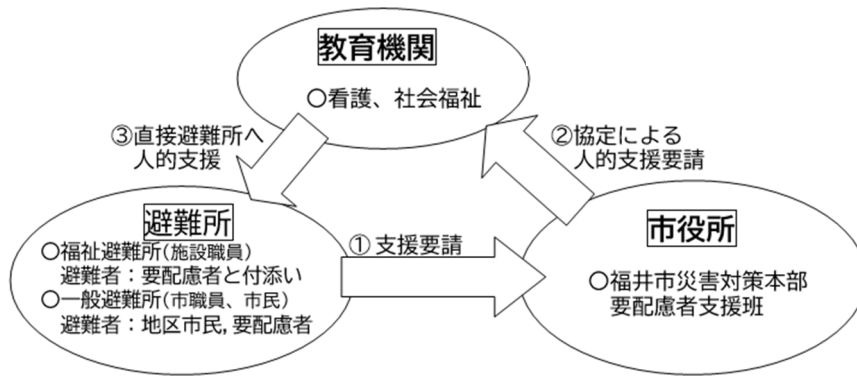 教育機関
○看護、社会福祉
③直接避難所へ
人的支援
②協定による
人的支援要請
避難所
○福祉避難所(施設職員)
避難者：要配慮者と付添い
○一般避難所(市職員、市民)
避難者：地区市民,要配慮者
① 支援要請
市役所
○福井市災害対策本部
要配慮者支援班